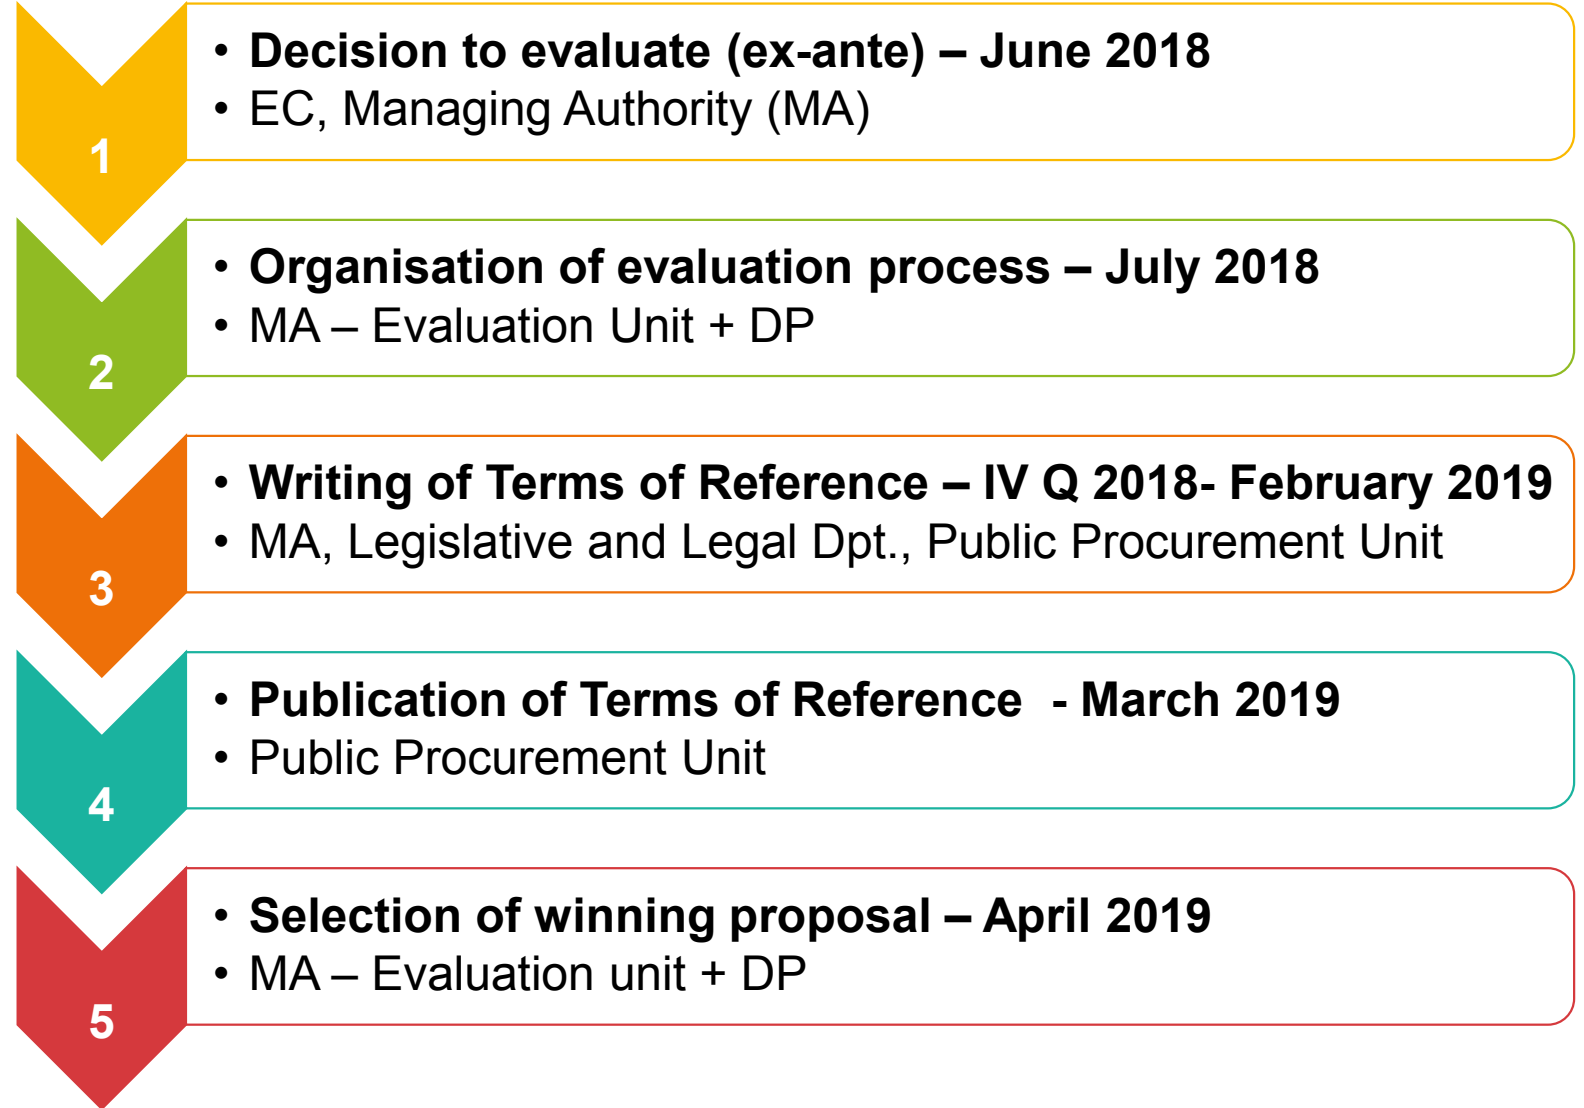 • Decision to evaluate (ex-ante) – June 2018
• EC, Managing Authority (MA)
1
• Organisation of evaluation process – July 2018
• MA – Evaluation Unit + DP
2
• Writing of Terms of Reference – IV Q 2018- February 2019
• MA, Legislative and Legal Dpt., Public Procurement Unit
3
• Publication of Terms of Reference  - March 2019
• Public Procurement Unit
4
• Selection of winning proposal – April 2019
• MA – Evaluation unit + DP
5